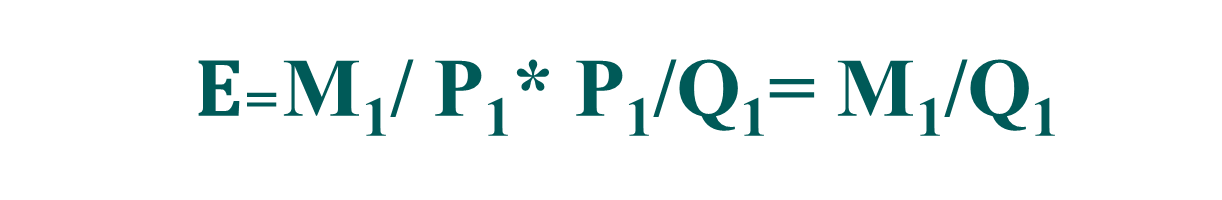 E=M₁/ P₁* P₁/Q₁= M₁/Q₁